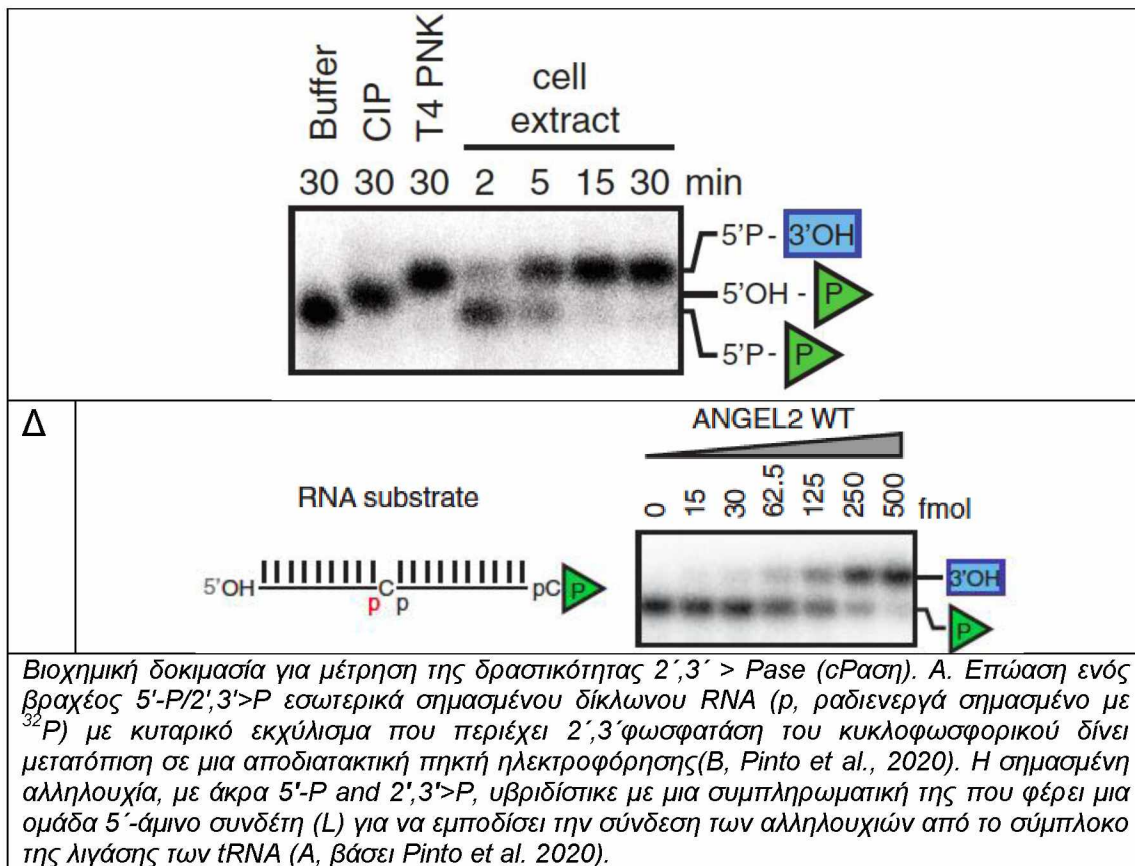 Buffer
CIP
T4 PNK
cell
extract
30 30 30 2 5 15 30 min
5'P - 3'OH
5'OH - P
5'P - P
Δ
ANGEL2 WT
RNA substrate
0 15 30 62.5 125 250 500 fmol
5'OH C pC P
p p
3'OH
P
Βιοχημική δοκιμασία για μέτρηση της δραστικότητας 2΄,3΄ > Pase (cPαση). Α. Επώαση ενός
βραχέος 5'-P/2',3'>P εσωτερικά σημασμένου δίκλωνου RNA (p, ραδιενεργά σημασμένο με
32P) με κυταρικό εκχύλισμα που περιέχει 2΄,3΄φωσφατάση του κυκλοφωσφορικού δίνει
μετατόπιση σε μια αποδιατακτική πηκτή ηλεκτροφόρησης(B, Pinto et al., 2020). Η σημασμένη
αλληλουχία, με άκρα 5'-P and 2',3'>P, υβριδίστικε με μια συμπληρωματική της που φέρει μια
ομάδα 5΄-άμινο συνδέτη (L) για να εμποδίσει την σύνδεση των αλληλουχιών από το σύμπλοκο
της λιγάσης των tRNA (A, βάσει Pinto et al. 2020).